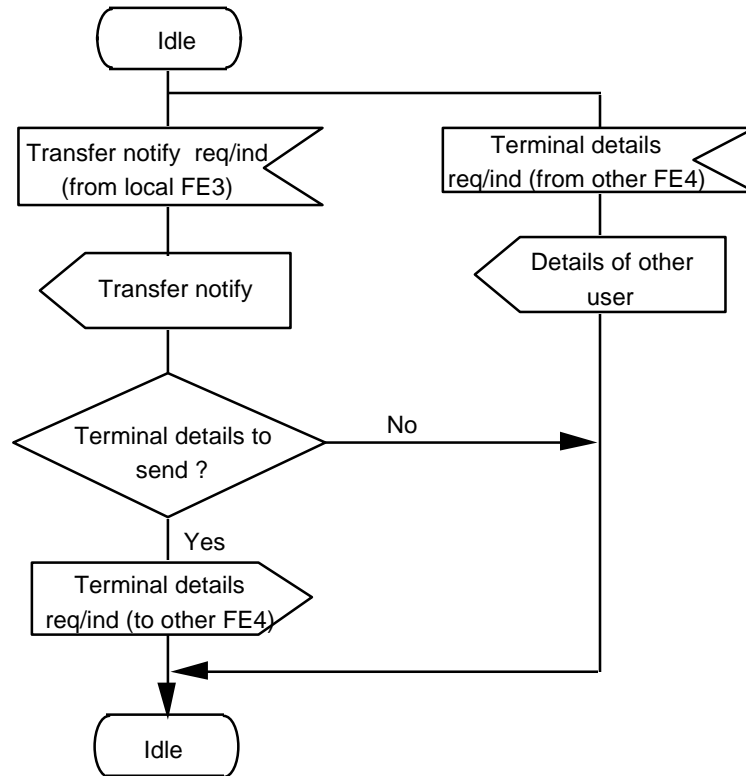 Idle
Transfer notify req/ind
(from local FE3)
Terminal details
req/ind (from other FE4)
Transfer notify
Details of other
user
Terminal details to
send ?
No
Yes
Terminal details
req/ind (to other FE4)
Idle